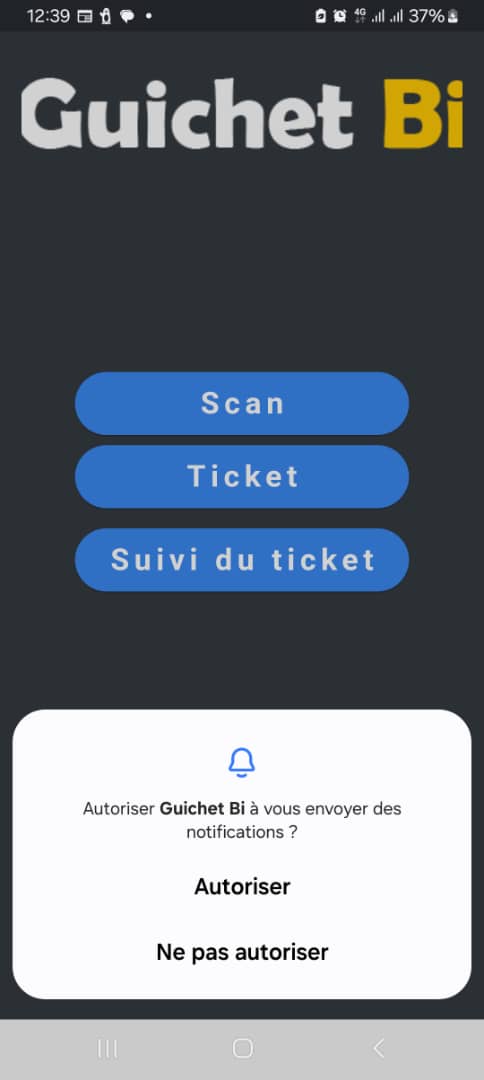 12:39 4G 37%
Guichet Bi
Scan
Ticket
Suivi du ticket
Autoriser Guichet Bi à vous envoyer des
notifications ?
Autoriser
Ne pas autoriser